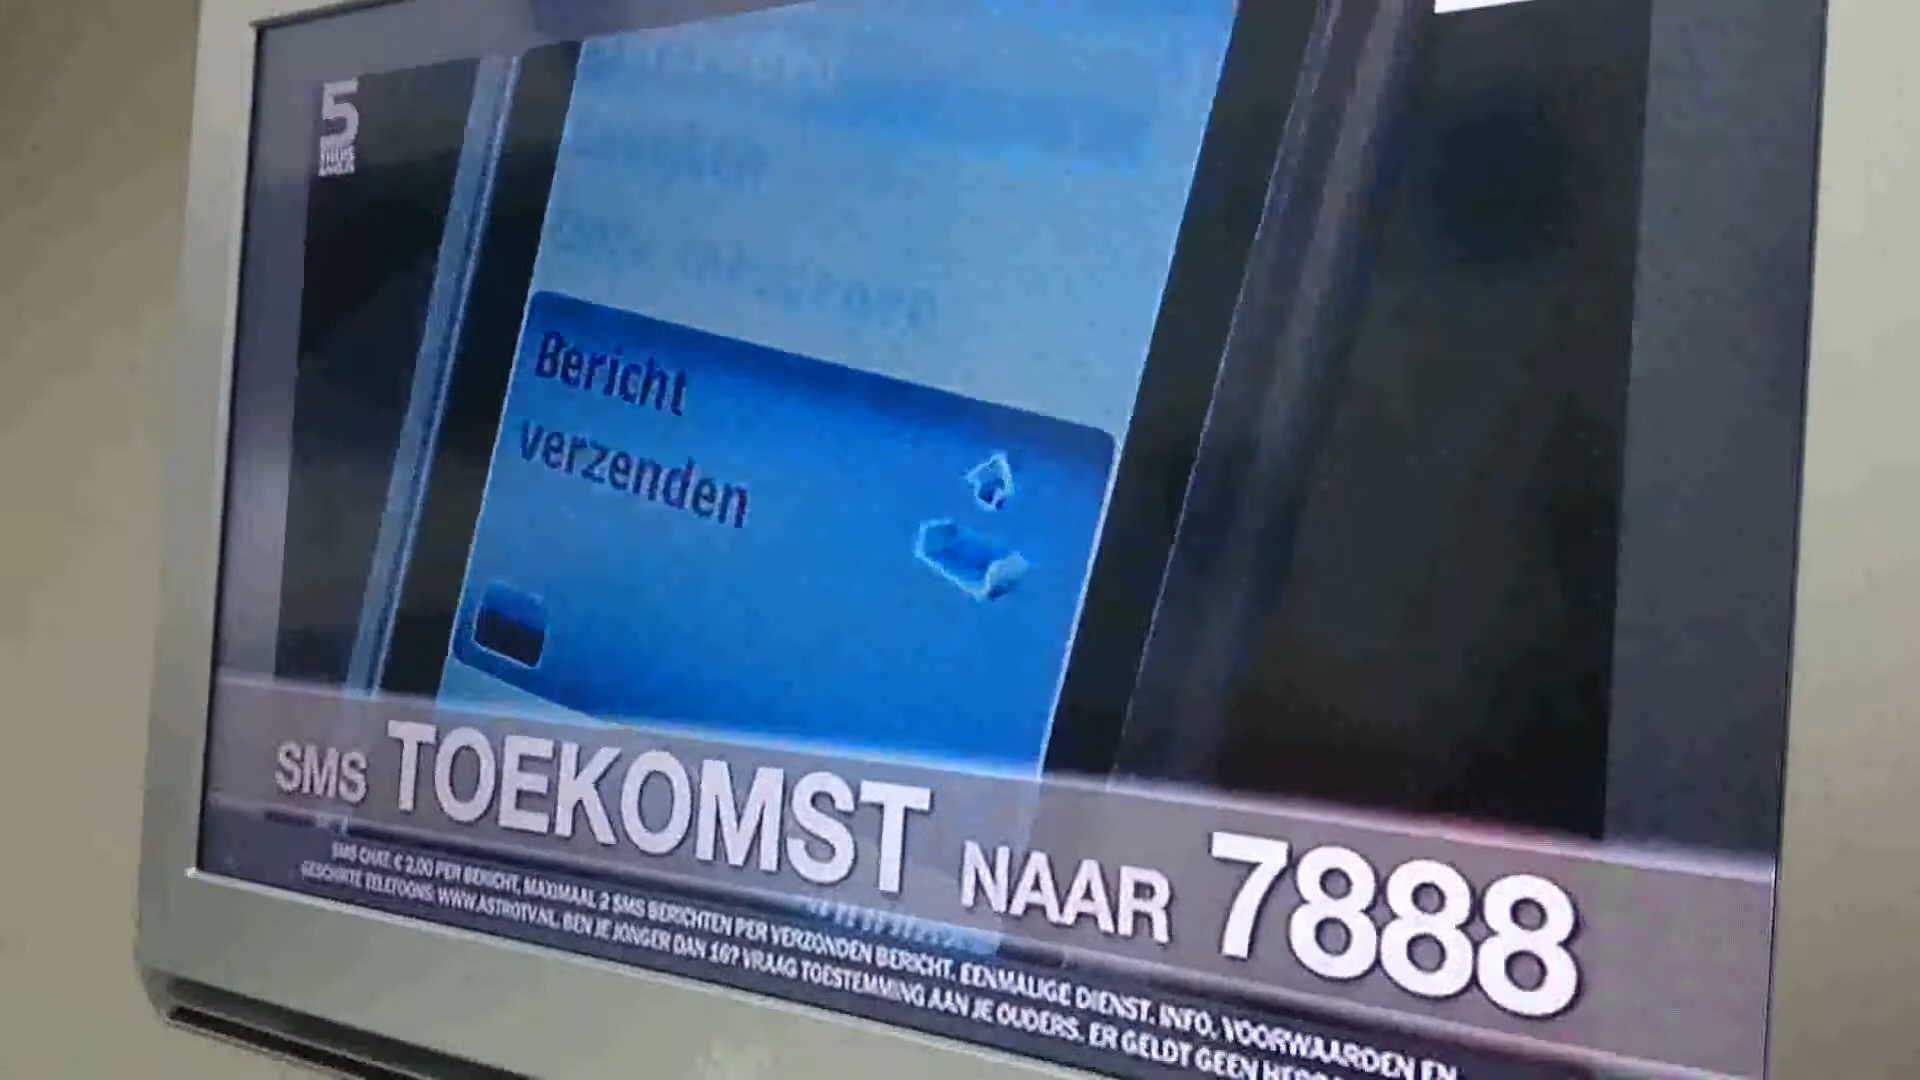 5
Bericht
verzenden
SMS TOEKOMST NAAR 7888
SMS CHAT € 2,00 PER BERICHT, MAXIMAAL 2 SMS BERICHTEN PER VERZONDEN BERICHT. EENMALIGE DIENST. INFO, VOORWAARDEN EN
GESCHIKTE TELEFOONS: WWW.ASTROTV.NL. BEN JE JONGER DAN 16? VRAAG TOESTEMMING AAN JE OUDERS. ER GELDT GEEN